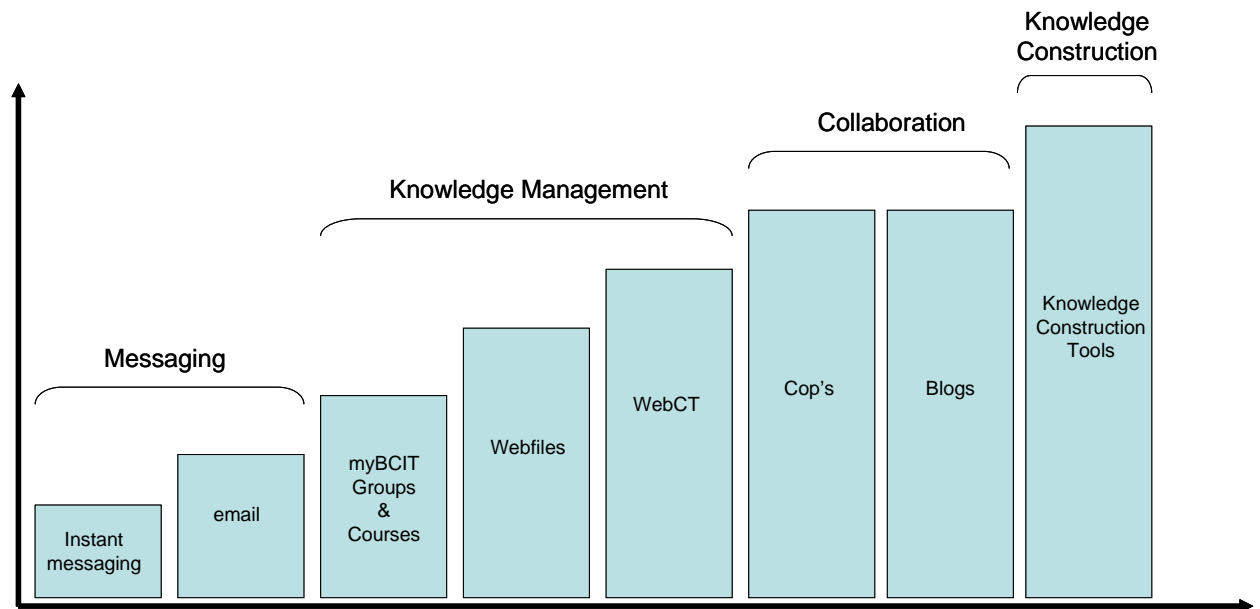 Knowledge
Construction
Collaboration
Knowledge Management
Messaging
Instant
messaging
email
myBCIT
Groups
&
Courses
Webfiles
WebCT
Cop's
Blogs
Knowledge
Construction
Tools